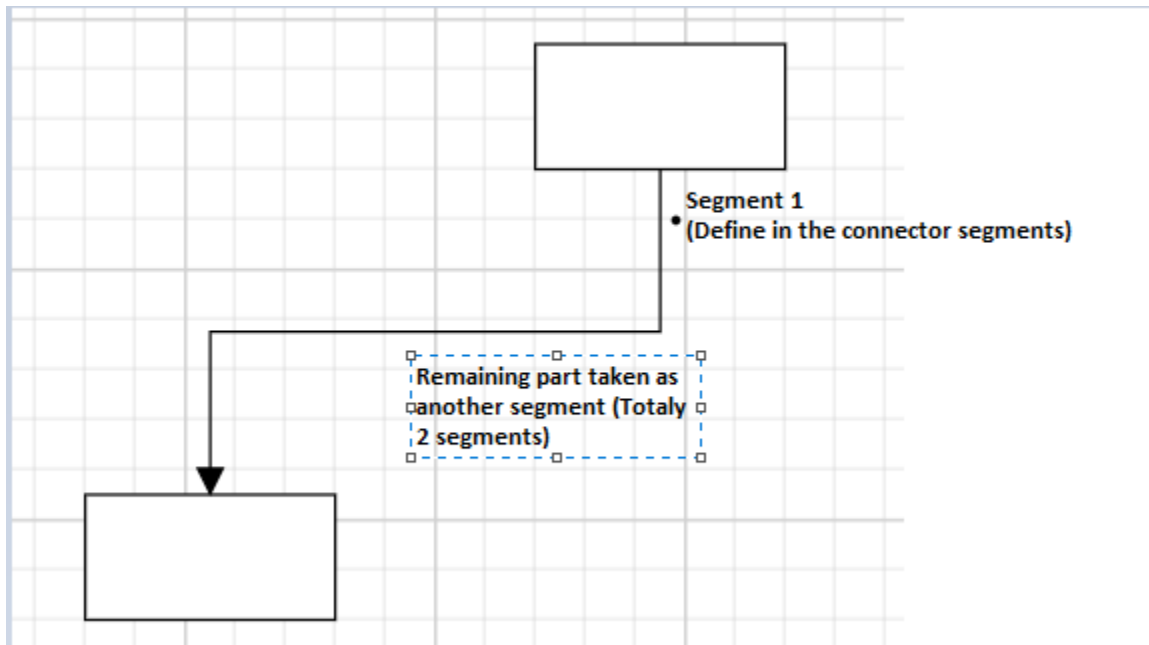 Segment 1
(Define in the connector segments)
Remaining part taken as
another segment (Totaly
2 segments)